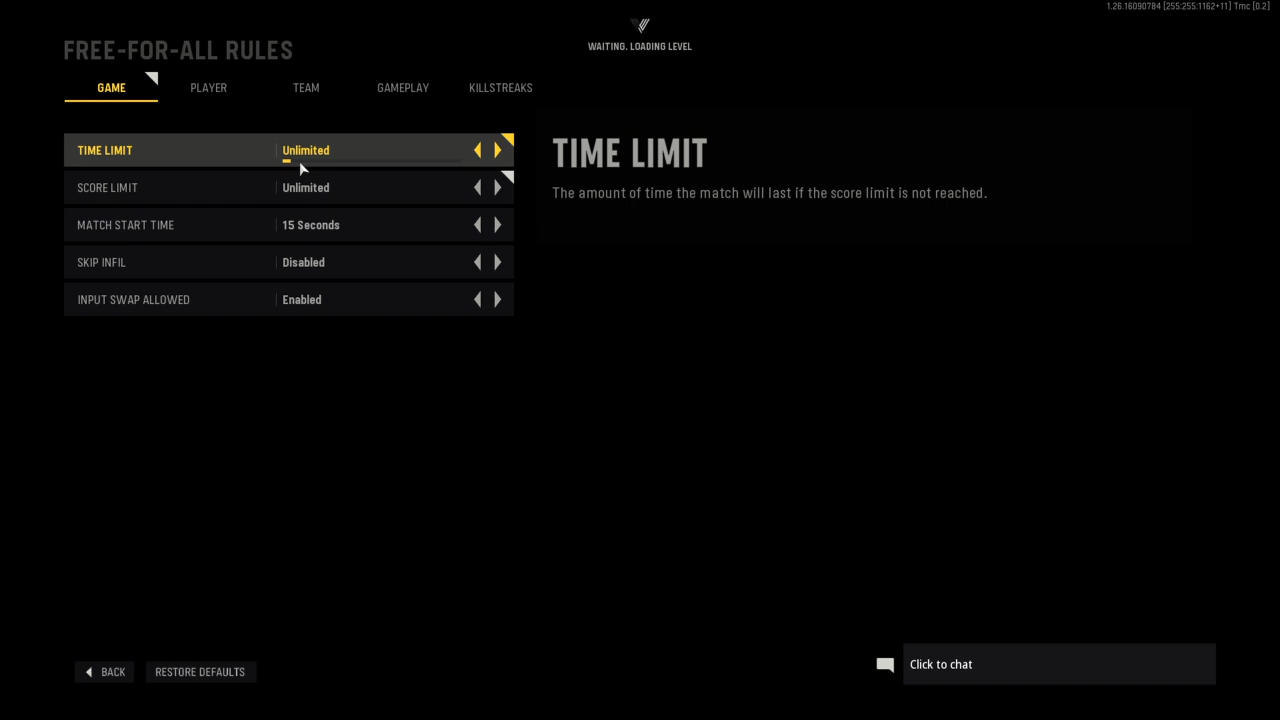 1.26.16090784 [255:255:1162+11] Tmc [0.2]
WAITING. LOADING LEVEL
FREE-FOR-ALL RULES
GAME PLAYER TEAM GAMEPLAY KILLSTREAKS
TIME LIMIT Unlimited
SCORE LIMIT Unlimited
MATCH START TIME 15 Seconds
SKIP INFIL Disabled
INPUT SWAP ALLOWED Enabled
TIME LIMIT
The amount of time the match will last if the score limit is not reached.
BACK RESTORE DEFAULTS
Click to chat